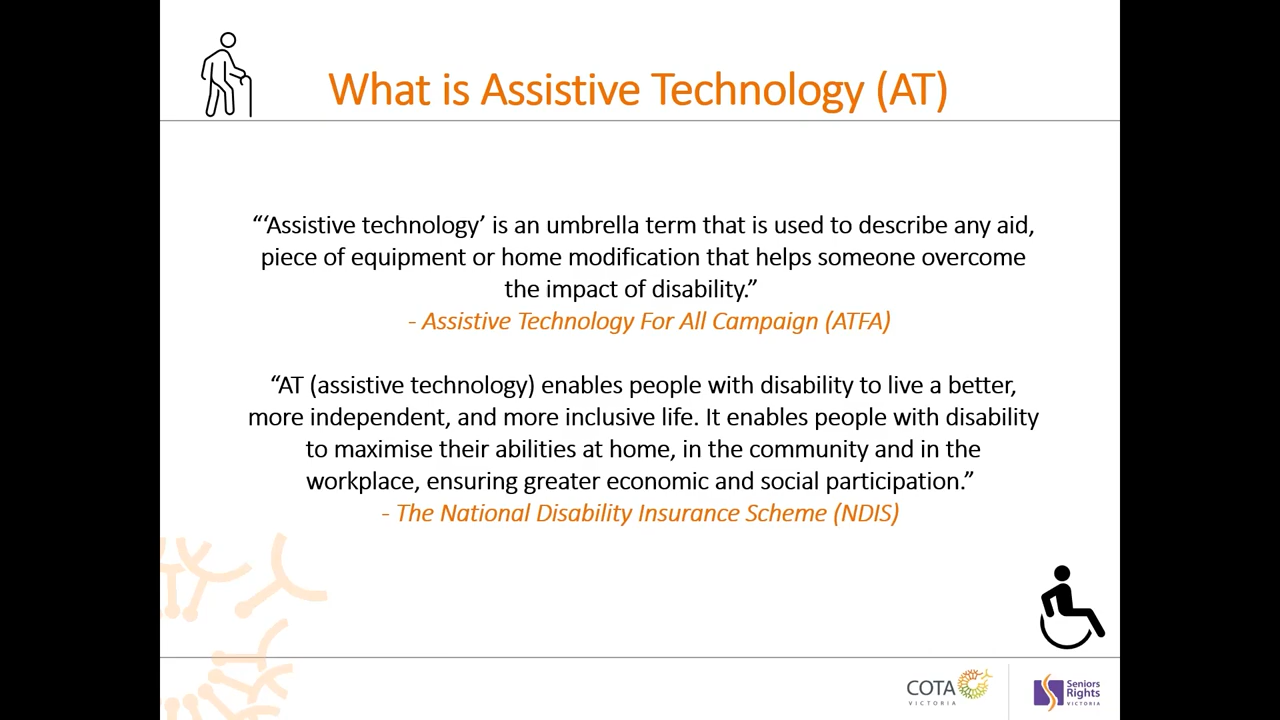 What is Assistive Technology (AT)
“‘Assistive technology’ is an umbrella term that is used to describe any aid,
piece of equipment or home modification that helps someone overcome
the impact of disability.”
- Assistive Technology For All Campaign (ATFA)
“AT (assistive technology) enables people with disability to live a better,
more independent, and more inclusive life. It enables people with disability
to maximise their abilities at home, in the community and in the
workplace, ensuring greater economic and social participation.”
- The National Disability Insurance Scheme (NDIS)
COTA
VICTORIA
Seniors
Rights
VICTORIA